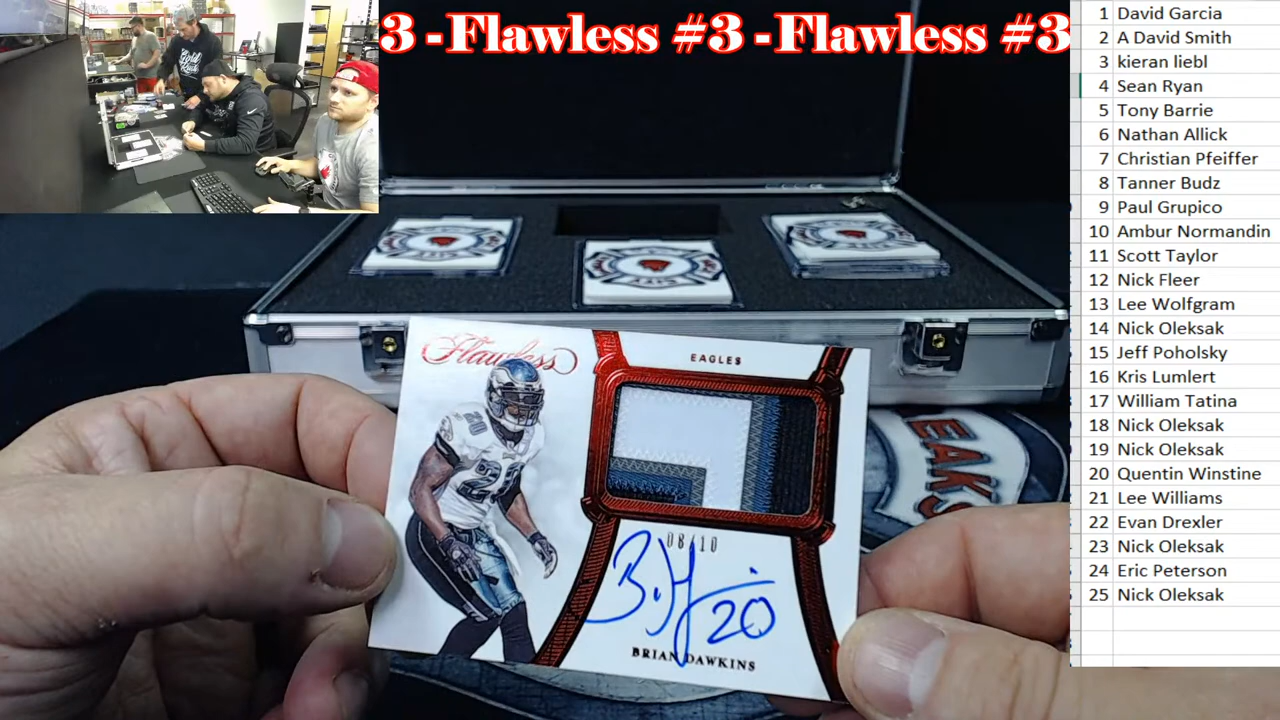 3 -Flawless #3 -Flawless #3
1 David Garcia
2 A David Smith
3 kieran liebl
4 Sean Ryan
5 Tony Barrie
6 Nathan Allick
7 Christian Pfeiffer
8 Tanner Budz
9 Paul Grupico
10 Ambur Normandin
11 Scott Taylor
12 Nick Fleer
13 Lee Wolfgram
14 Nick Oleksak
15 Jeff Poholsky
16 Kris Lumlert
17 William Tatina
18 Nick Oleksak
19 Nick Oleksak
20 Quentin Winstine
21 Lee Williams
22 Evan Drexler
23 Nick Oleksak
24 Eric Peterson
25 Nick Oleksak
Flawless
EAGLES
20
20
08/10
20
BRIAN DAWKINS
EAKS